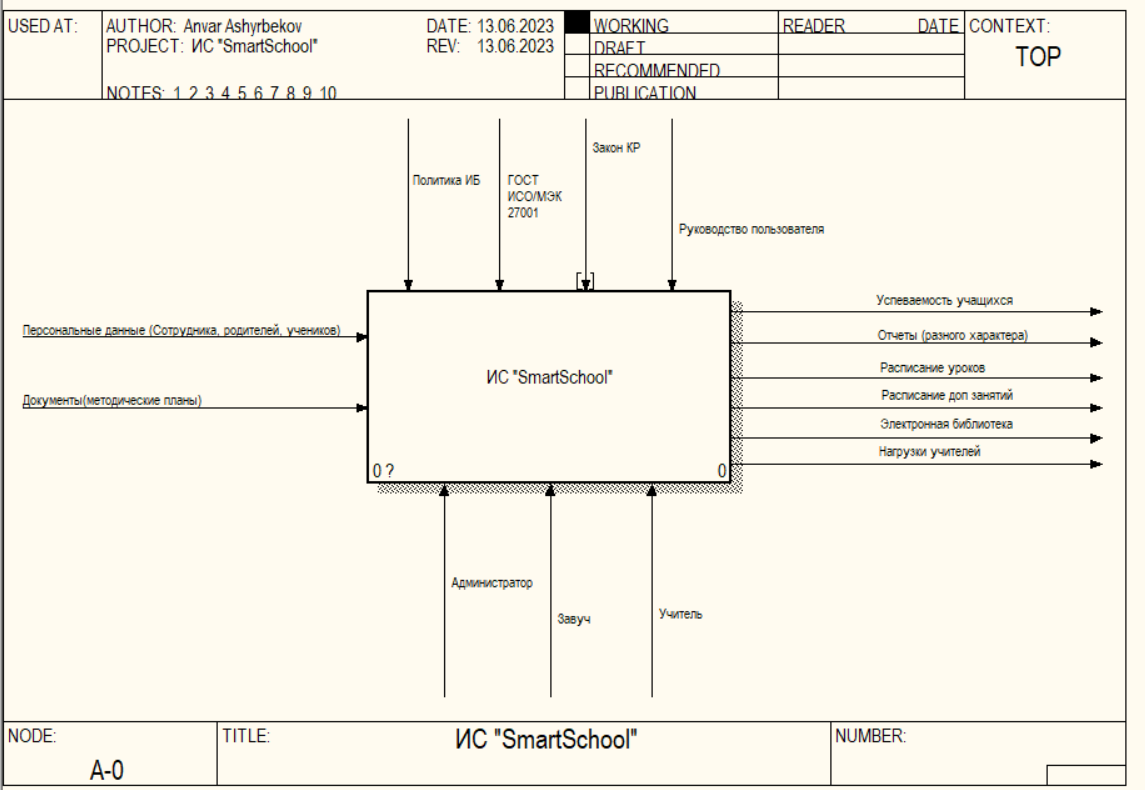 USED AT:
AUTHOR: Anvar Ashyrbekov
DATE: 13.06.2023
PROJECT: ИС "SmartSchool"
REV: 13.06.2023
NOTES: 1 2 3 4 5 6 7 8 9 10
WORKING
DRAFT
RECOMMENDED
PUBLICATION
READER
DATE
CONTEXT:
TOP
Закон КР
Политика ИБ
ГОСТ
ИСО/МЭК
27001
Руководство пользователя
Персональные данные (Сотрудника, родителей, учеников)
Документы(методические планы)
ИС "SmartSchool"
0 ?
0
Успеваемость учащихся
Отчеты (разного характера)
Расписание уроков
Расписание доп занятий
Электронная библиотека
Нагрузки учителей
Администратор
Завуч
Учитель
NODE:
A-0
TITLE:
ИС "SmartSchool"
NUMBER: